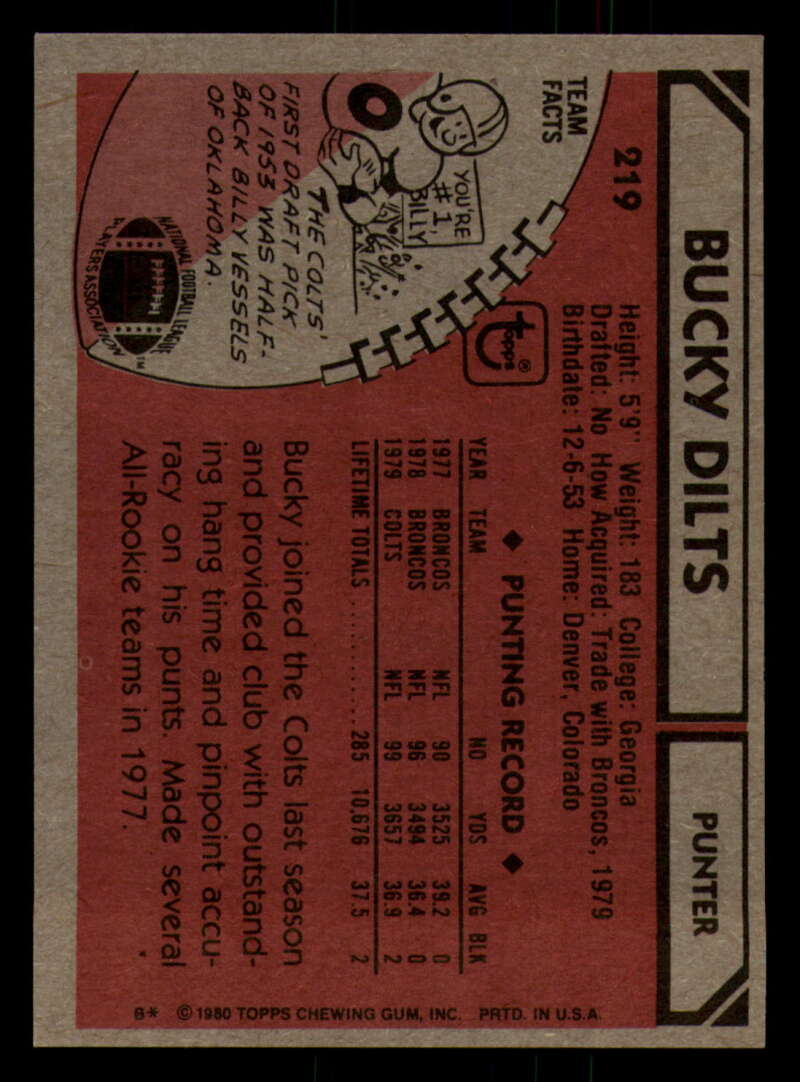 BUCKY DILTS
PUNTER
219
Height: 5'9" Weight: 183 College: Georgia
Drafted: No How Acquired: Trade with Broncos, 1979
Birthdate: 12-6-53 Home: Denver, Colorado
TEAM
FACTS
YOU'RE
# 1,
BILLY
THE COLTS'
FIRST DRAFT PICK
OF 1953 WAS HALF-
BACK BILLY VESSELS
OF OKLAHOMA.
NATIONAL FOOTBALL LEAGUE
PLAYERS ASSOCIATION
TM
topps®
◆ PUNTING RECORD ◆
YEAR TEAM NO YDS AVG BLK
1977 BRONCOS NFL 90 3525 39.2 0
1978 BRONCOS NFL 96 3494 36.4 0
1979 COLTS NFL 99 3657 36.9 2
LIFETIME TOTALS ............ 285 10,676 37.5 2
Bucky joined the Colts last season
and provided club with outstand-
ing hang time and pinpoint accu-
racy on his punts. Made several
All-Rookie teams in 1977.
B* © 1980 TOPPS CHEWING GUM, INC. PRTD. IN U.S.A.